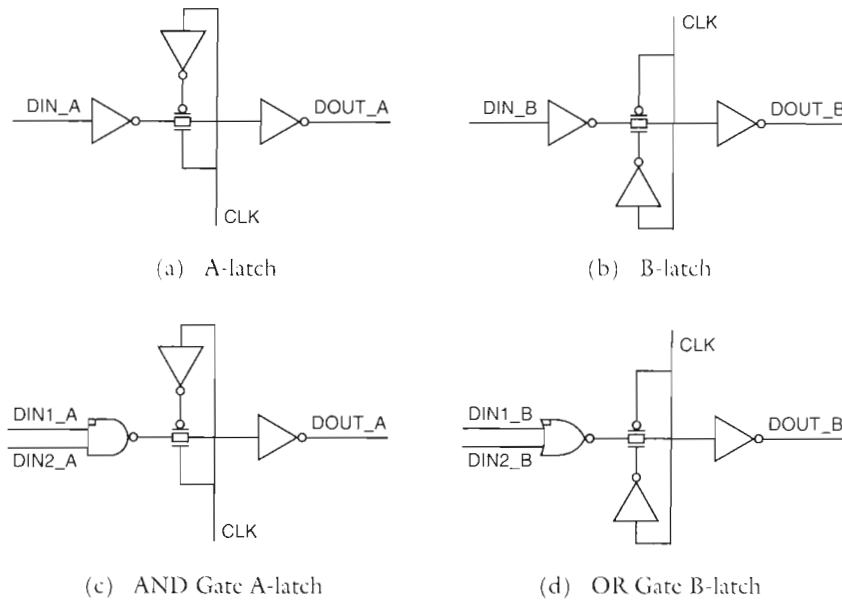 CLK
DIN_A
DOUT_A
DIN_B
DOUT_B
CLK
(a) A-latch
(b) B-latch
CLK
DIN1_A
DIN2_A
DOUT_A
DIN1_B
DIN2_B
DOUT_B
CLK
(c) AND Gate A-latch
(d) OR Gate B-latch